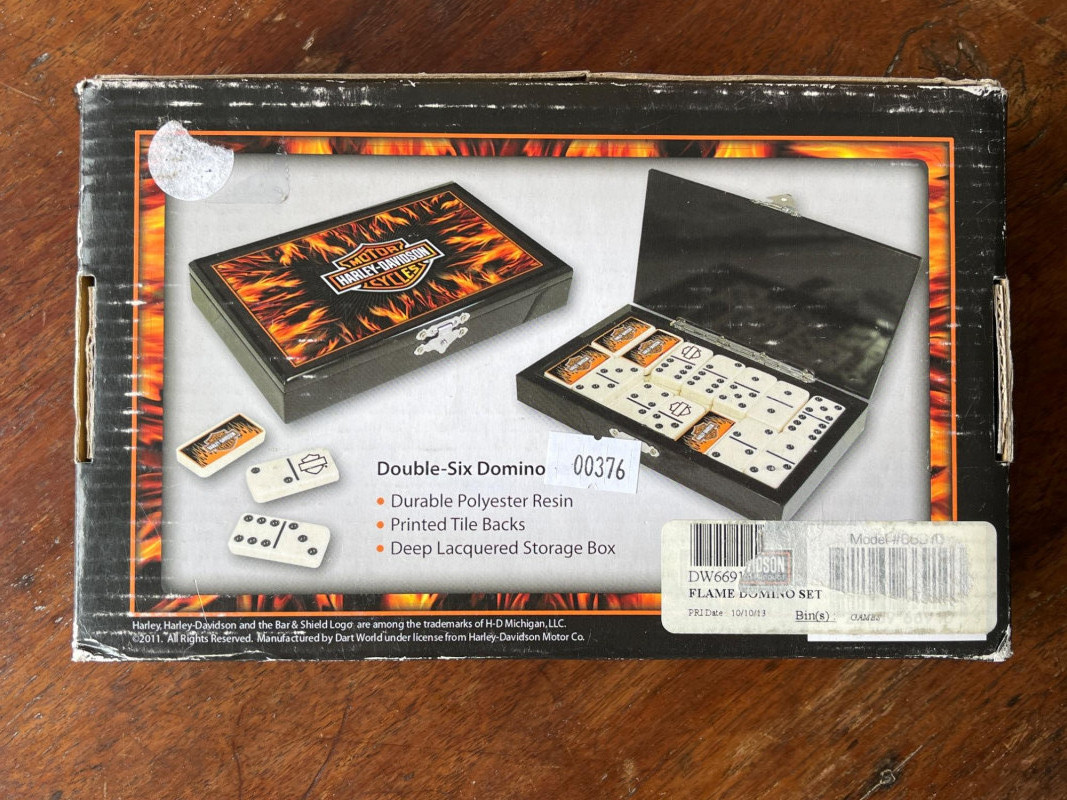 MOTOR
HARLEY-DAVIDSON
CYCLES
Double-Six Domino
00376
• Durable Polyester Resin
• Printed Tile Backs
• Deep Lacquered Storage Box
Model #
DW6691
FLAME DOMINO SET
PRI Date : 10/10/13 Bin(s) : GAMES
Harley, Harley-Davidson and the Bar & Shield Logo are among the trademarks of H-D Michigan, LLC.
©2011. All Rights Reserved. Manufactured by Dart World under license from Harley-Davidson Motor Co.